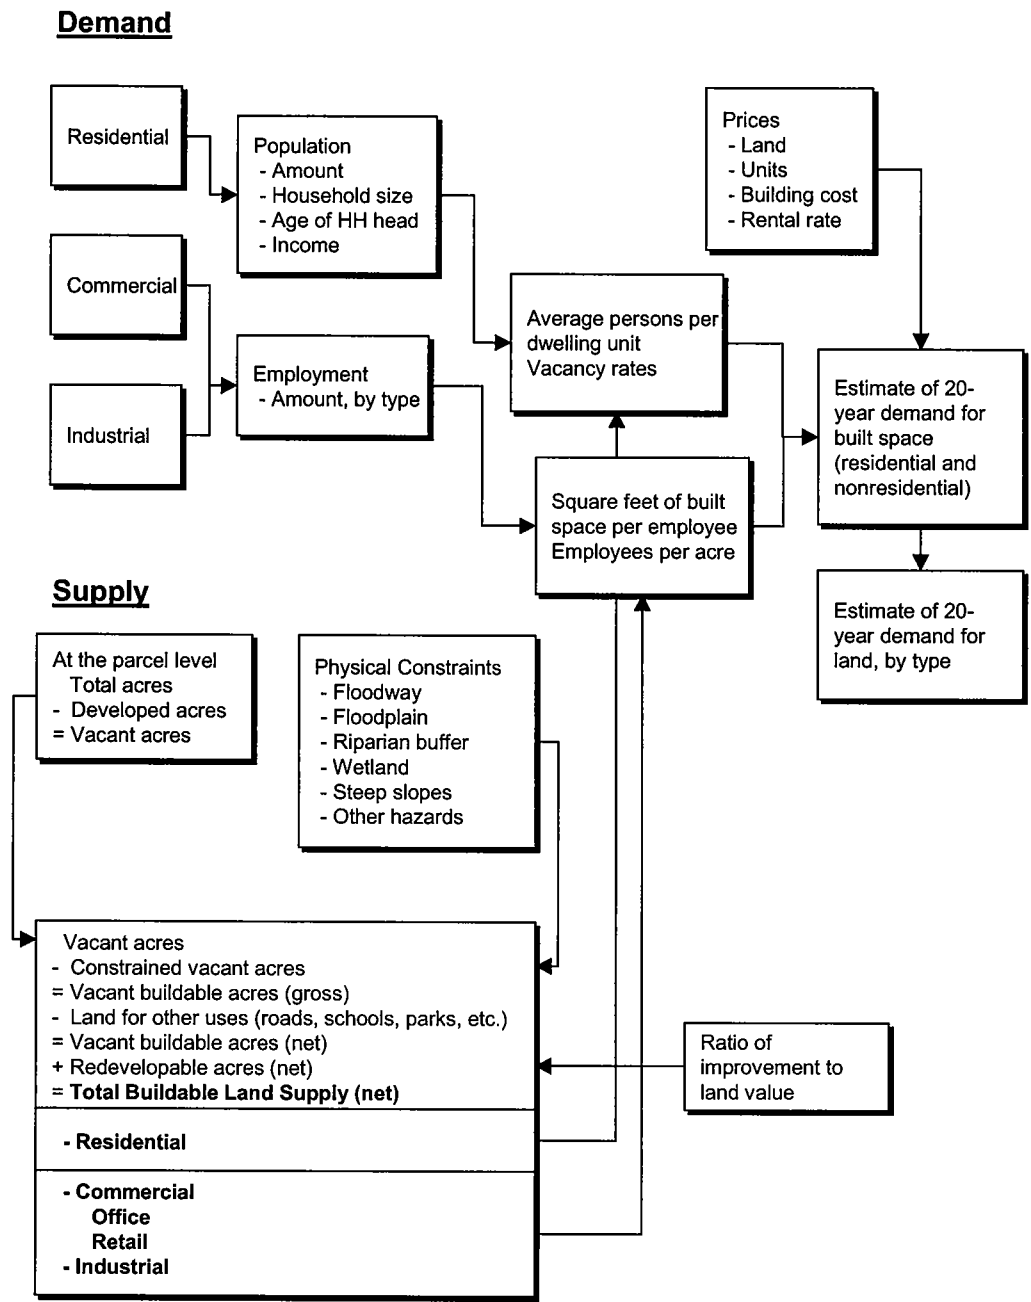 Demand
Residential
Population
- Amount
- Household size
- Age of HH head
- Income
Prices
- Land
- Units
- Building cost
- Rental rate
Commercial
Average persons per
dwelling unit
Vacancy rates
Employment
- Amount, by type
Industrial
Estimate of 20-
year demand for
built space
(residential and
nonresidential)
Square feet of built
space per employee
Employees per acre
Estimate of 20-
year demand for
land, by type
Supply
At the parcel level
Total acres
- Developed acres
= Vacant acres
Physical Constraints
- Floodway
- Floodplain
- Riparian buffer
- Wetland
- Steep slopes
- Other hazards
Vacant acres
- Constrained vacant acres
= Vacant buildable acres (gross)
- Land for other uses (roads, schools, parks, etc.)
= Vacant buildable acres (net)
+ Redevelopable acres (net)
= Total Buildable Land Supply (net)
Ratio of
improvement to
land value
- Residential
- Commercial
Office
Retail
- Industrial